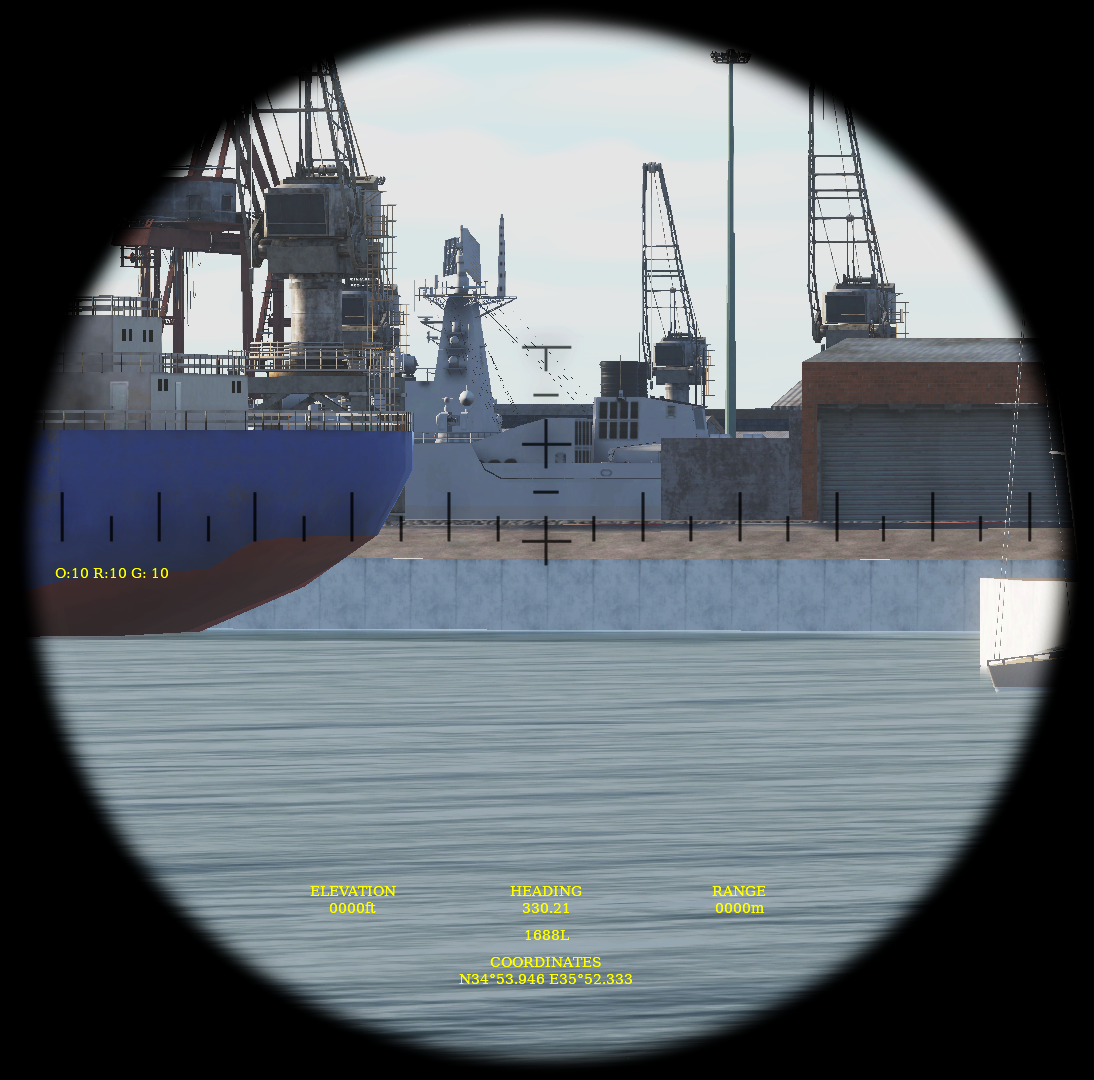 O:10 R:10 G: 10
ELEVATION HEADING RANGE
0000ft 330.21 0000m
1688L
COORDINATES
N34°53.946 E35°52.333